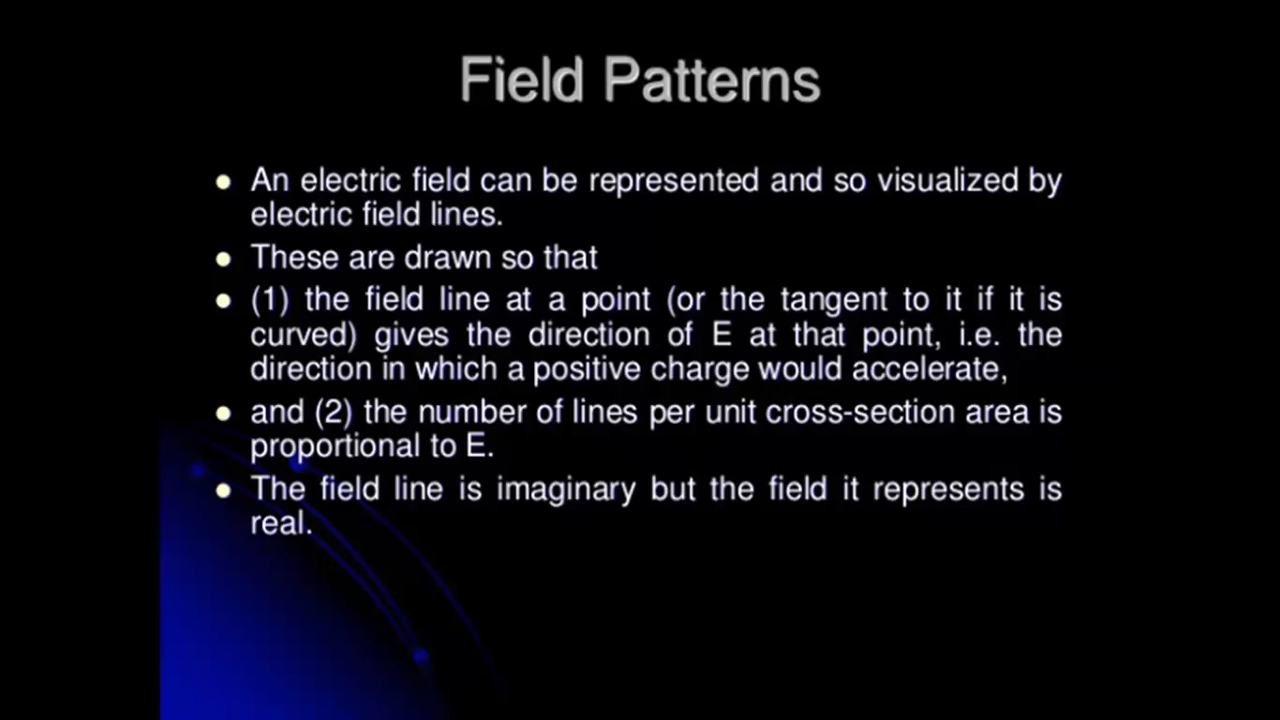 Field Patterns
• An electric field can be represented and so visualized by
electric field lines.
• These are drawn so that
• (1) the field line at a point (or the tangent to it if it is
curved) gives the direction of E at that point, i.e. the
direction in which a positive charge would accelerate,
• and (2) the number of lines per unit cross-section area is
proportional to E.
• The field line is imaginary but the field it represents is
real.